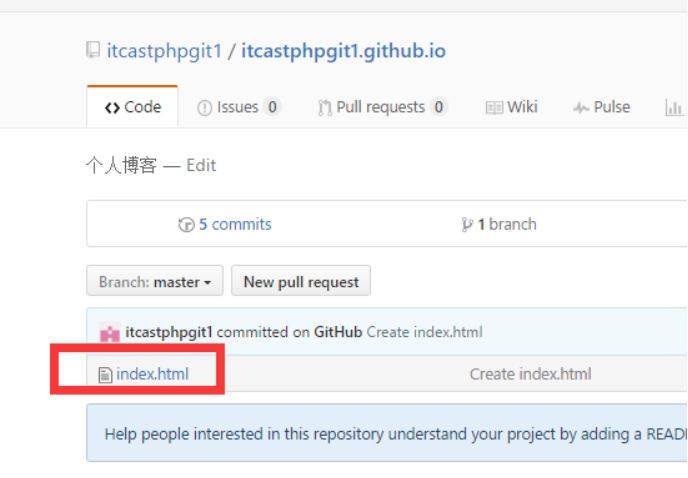 itcastphpgit1 / itcastphpgit1.github.io
Code Issues 0 Pull requests 0 Wiki Pulse
个人博客 — Edit
5 commits 1 branch
Branch: master New pull request
itcastphpgit1 committed on GitHub Create index.html
index.html Create index.html
Help people interested in this repository understand your project by adding a